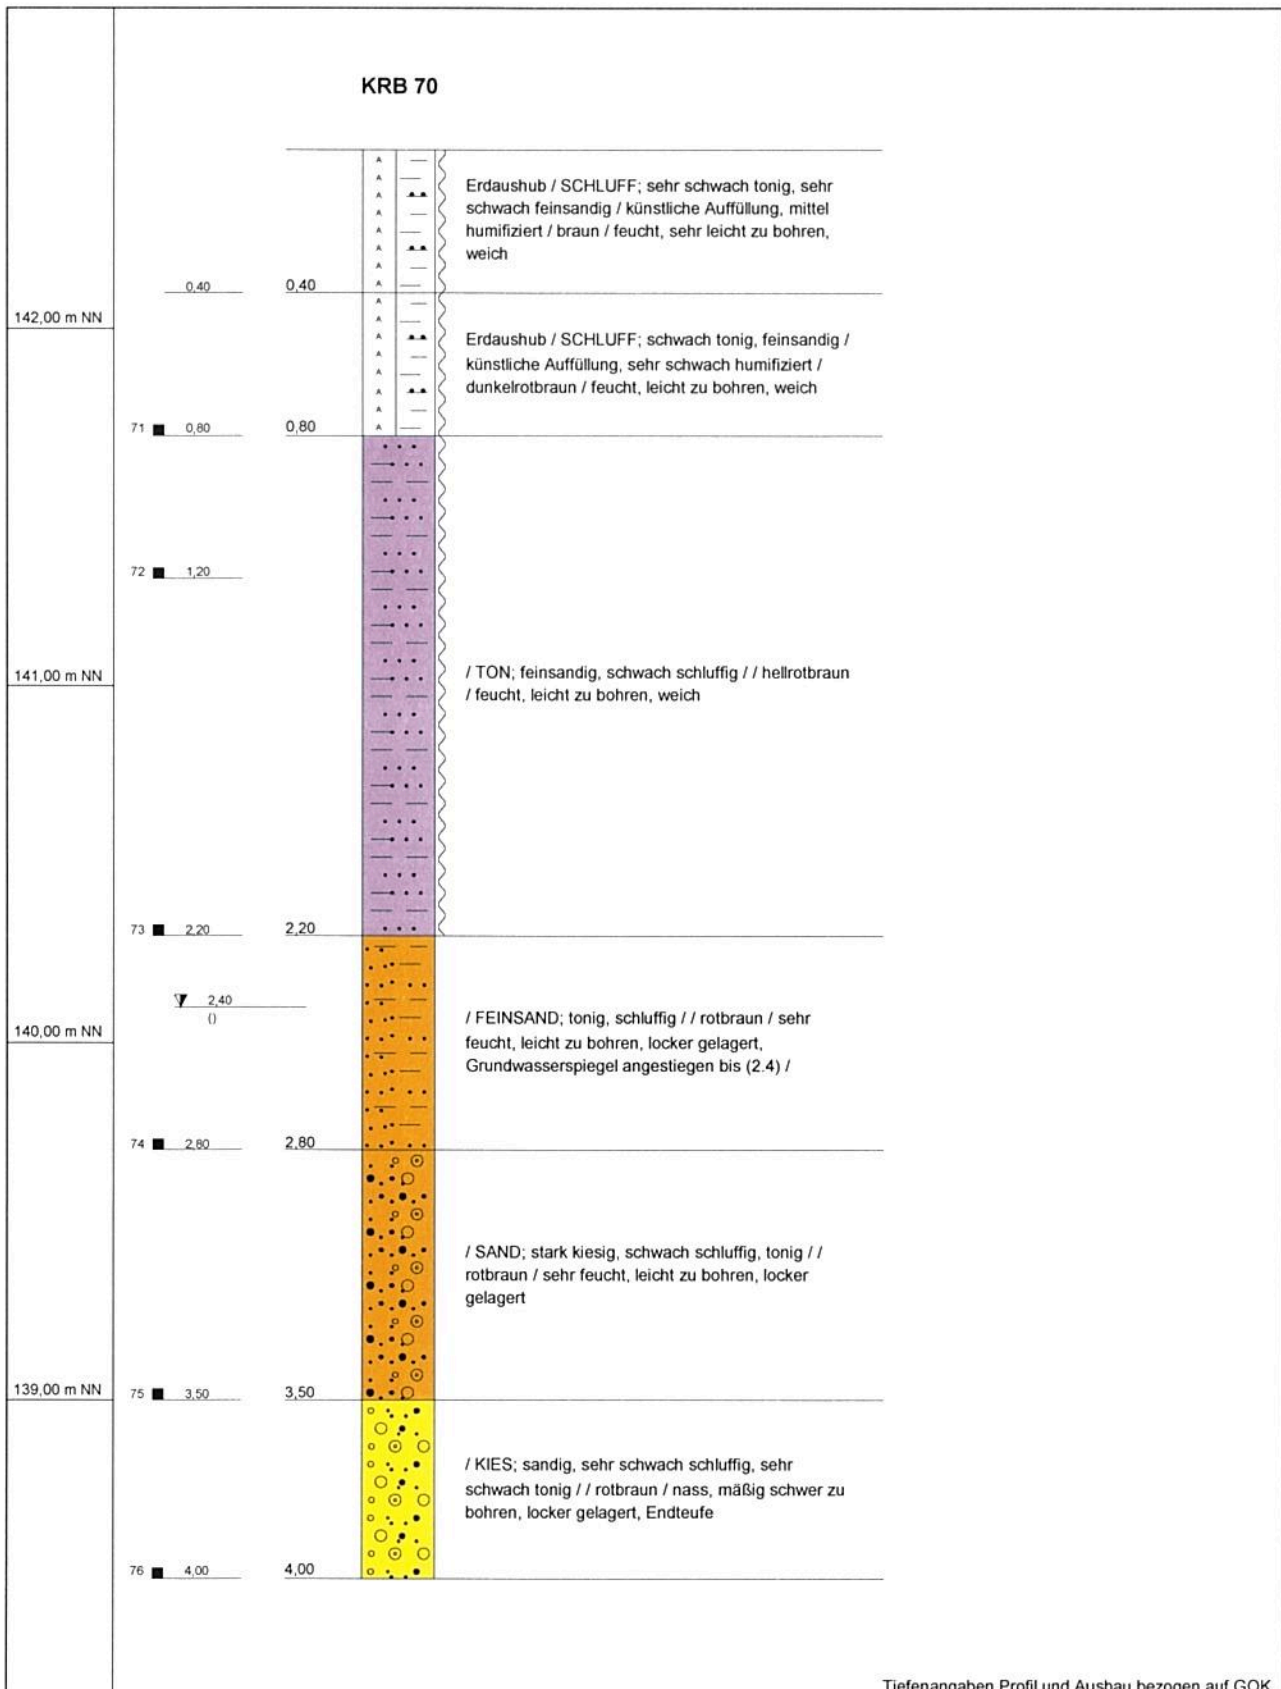 KRB 70
Erdaushub / SCHLUFF; sehr schwach tonig, sehr
schwach feinsandig / künstliche Auffüllung, mittel
humifiziert / braun / feucht, sehr leicht zu bohren,
weich
0,40 0,40
142,00 m NN
Erdaushub / SCHLUFF; schwach tonig, feinsandig /
künstliche Auffüllung, sehr schwach humifiziert /
dunkelrotbraun / feucht, leicht zu bohren, weich
71 0,80 0,80
72 1,20
141,00 m NN
/ TON; feinsandig, schwach schluffig / / hellrotbraun
/ feucht, leicht zu bohren, weich
73 2,20 2,20
2,40
()
140,00 m NN
/ FEINSAND; tonig, schluffig / / rotbraun / sehr
feucht, leicht zu bohren, locker gelagert,
Grundwasserspiegel angestiegen bis (2.4) /
74 2,80 2,80
/ SAND; stark kiesig, schwach schluffig, tonig / /
rotbraun / sehr feucht, leicht zu bohren, locker
gelagert
139,00 m NN
75 3,50 3,50
/ KIES; sandig, sehr schwach schluffig, sehr
schwach tonig / / rotbraun / nass, mäßig schwer zu
bohren, locker gelagert, Endteufe
76 4,00 4,00
Tiefenangaben Profil und Ausbau bezogen auf GOK